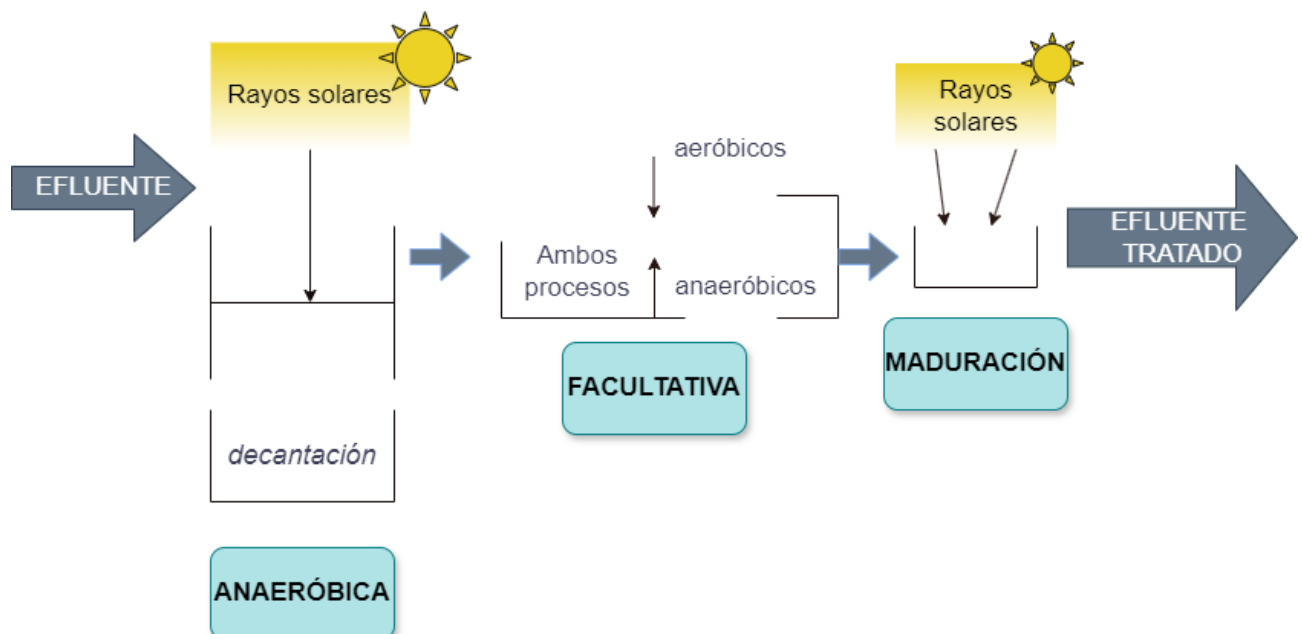 Rayos solares
EFLUENTE
decantación
ANAERÓBICA
aeróbicos
Ambos
procesos
anaeróbicos
FACULTATIVA
Rayos
solares
MADURACIÓN
EFLUENTE
TRATADO